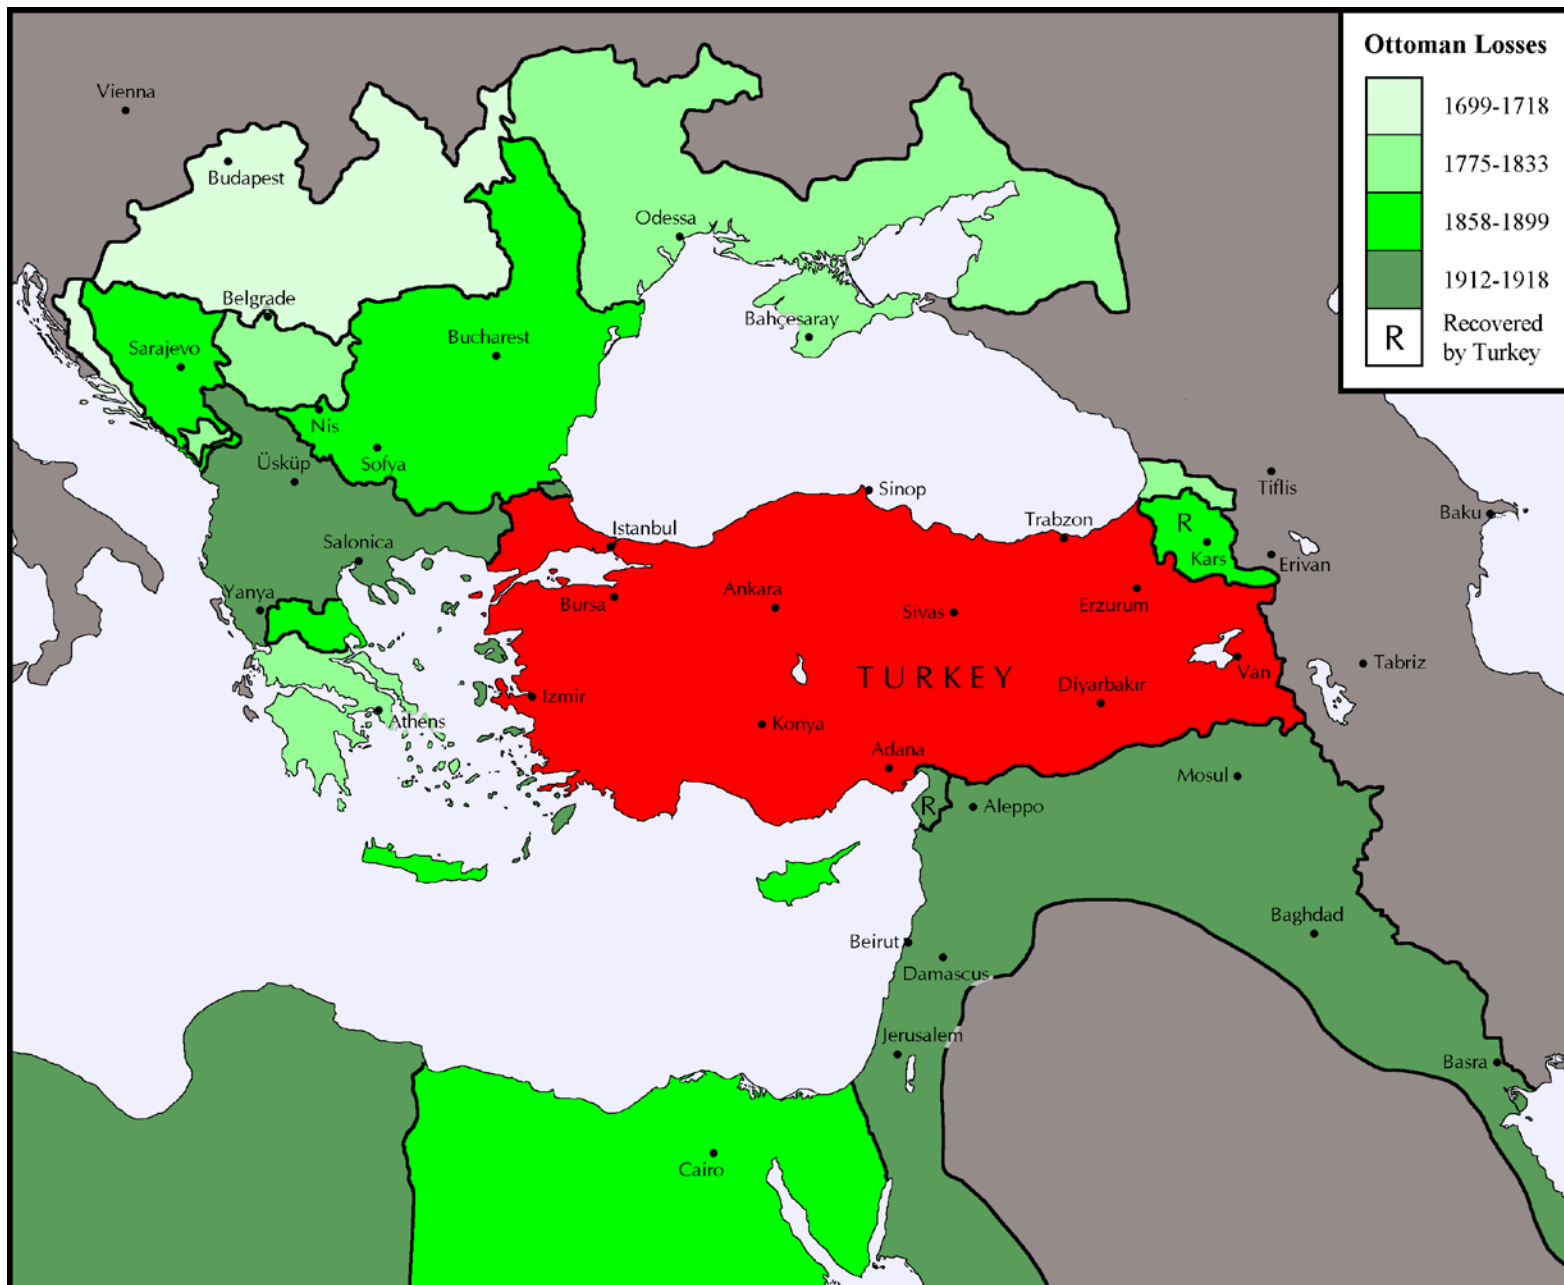 Ottoman Losses
1699-1718
1775-1833
1858-1899
1912-1918
R
Recovered
by Turkey
Vienna
Budapest
Odessa
Belgrade
Bahçesaray
Bucharest
Sarajevo
Nis
Sofya
Üsküp
Sinop
Tiflis
Baku
Trabzon
R
Kars
Erivan
Istanbul
Salonica
Yanya
Bursa
Ankara
Sivas
Erzurum
TURKEY
Van
Tabriz
Diyarbakır
Izmir
Athens
Konya
Adana
Mosul
R
Aleppo
Baghdad
Beirut
Damascus
Jerusalem
Basra
Cairo